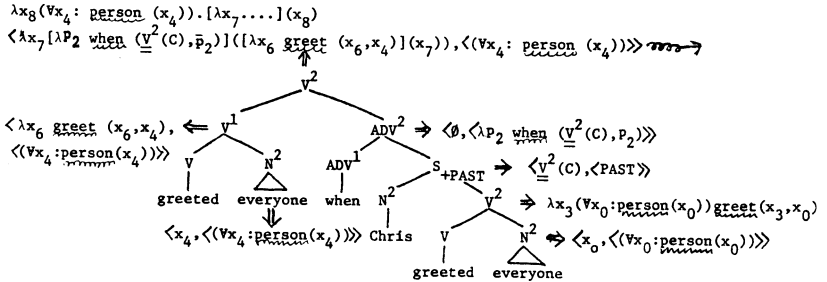 λx₈(∀x₄: person (x₄)).[λx₇....](x₈)
<λx₇[λP₂ when (V²(C),p̄₂)]([λx₆ greet (x₆,x₄)](x₇)),<(∀x₄: person (x₄))>>
V²
<λx₆ greet (x₆,x₄), ⇐ V¹ ADV² ⇒ <∅,<λP₂ when (V²(C),P₂)>>
<(∀x₄:person(x₄))>>
V N² ADV¹ S+PAST ⇒ <V²(C),<PAST>>
greeted everyone when N² V² ⇒ λx₃(∀x₀:person(x₀))greet(x₃,x₀)
<x₄,<(∀x₄:person(x₄))>> Chris V N² ⇒ <x₀,<(∀x₀:person(x₀))>>
greeted everyone